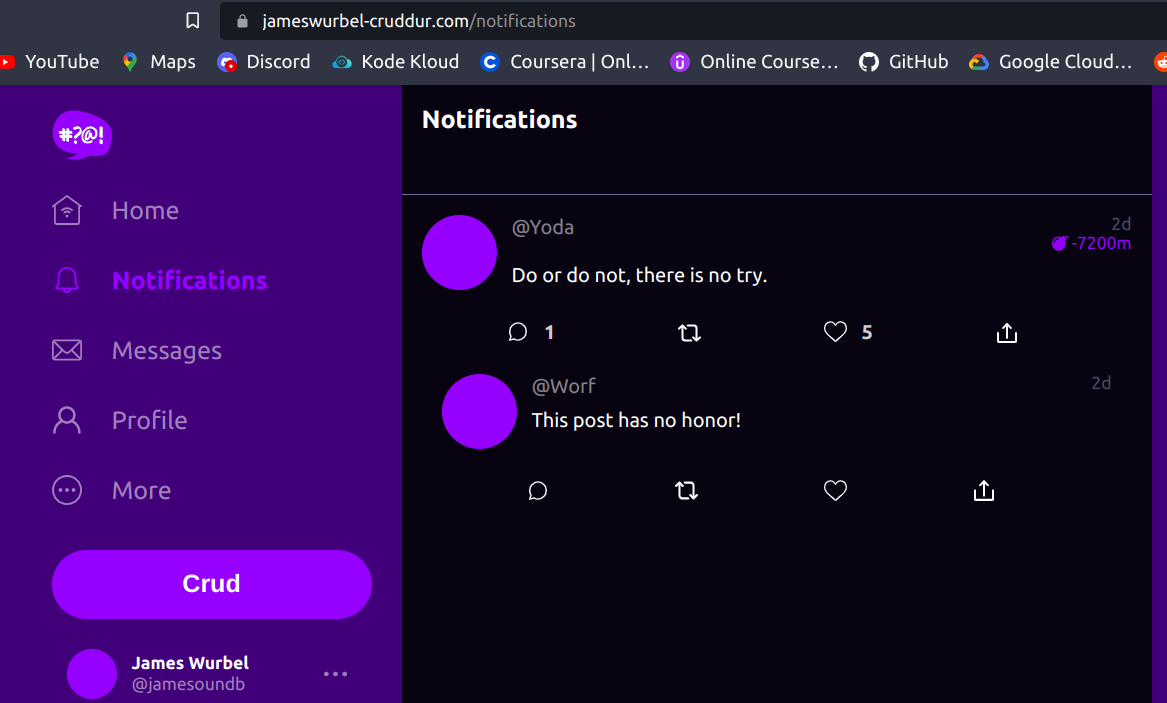 jameswurbel-cruddur.com/notifications
YouTube Maps Discord Kode Kloud Coursera | Onl... Online Course... GitHub Google Cloud...
#?@!
Notifications
Home
Notifications
Messages
Profile
More
Crud
James Wurbel
@jamesoundb
@Yoda 2d
-7200m
Do or do not, there is no try.
1 5
@Worf 2d
This post has no honor!